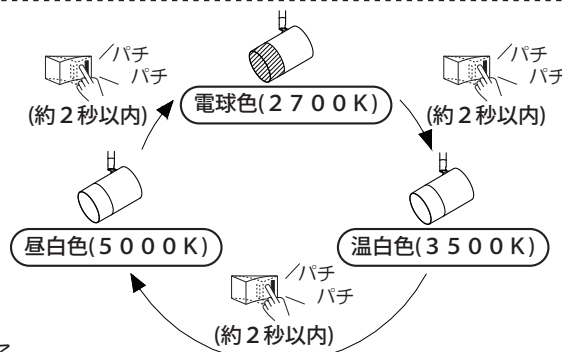 パチ
パチ
(約2秒以内)
電球色(2700K)
パチ
パチ
(約2秒以内)
昼白色(5000K)
温白色(3500K)
パチ
パチ
(約2秒以内)